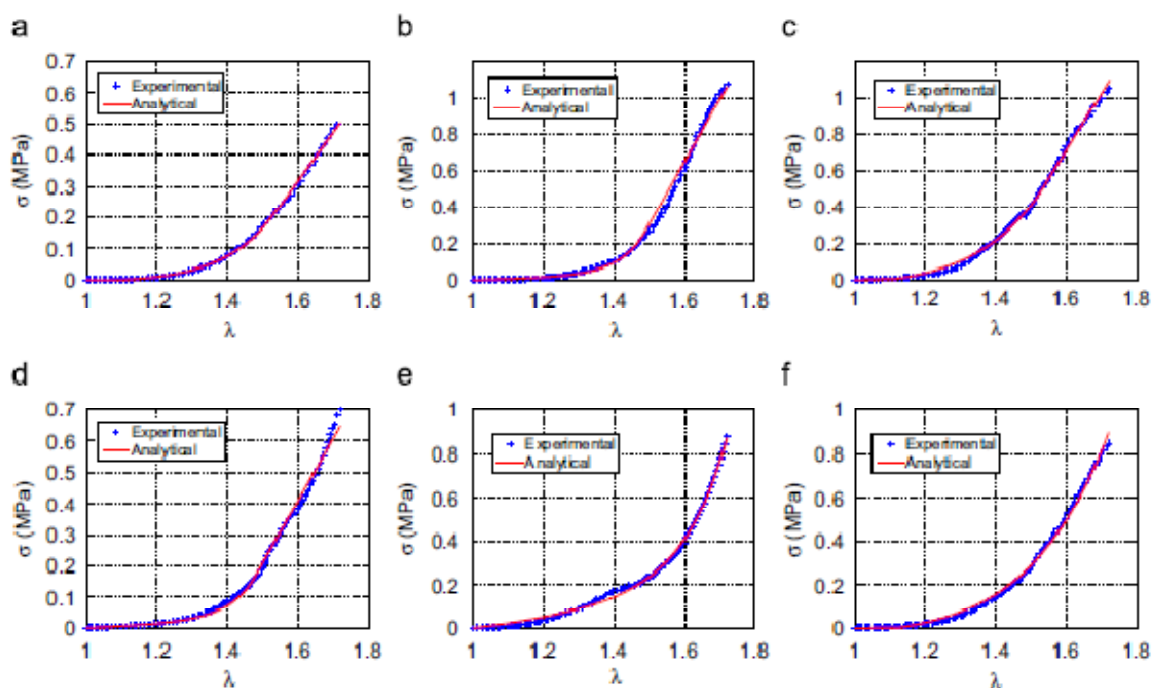 a
0.7
0.6
0.5
0.4
0.3
0.2
0.1
0
σ (MPa)
Experimental
Analytical
1 1.2 1.4 1.6 1.8
λ
b
1
0.8
0.6
0.4
0.2
0
σ (MPa)
Experimental
Analytical
1 1.2 1.4 1.6 1.8
λ
c
1
0.8
0.6
0.4
0.2
0
σ (MPa)
Experimental
Analytical
1 1.2 1.4 1.6 1.8
λ
d
0.7
0.6
0.5
0.4
0.3
0.2
0.1
0
σ (MPa)
Experimental
Analytical
1 1.2 1.4 1.6 1.8
λ
e
1
0.8
0.6
0.4
0.2
0
σ (MPa)
Experimental
Analytical
1 1.2 1.4 1.6 1.8
λ
f
1
0.8
0.6
0.4
0.2
0
σ (MPa)
Experimental
Analytical
1 1.2 1.4 1.6 1.8
λ